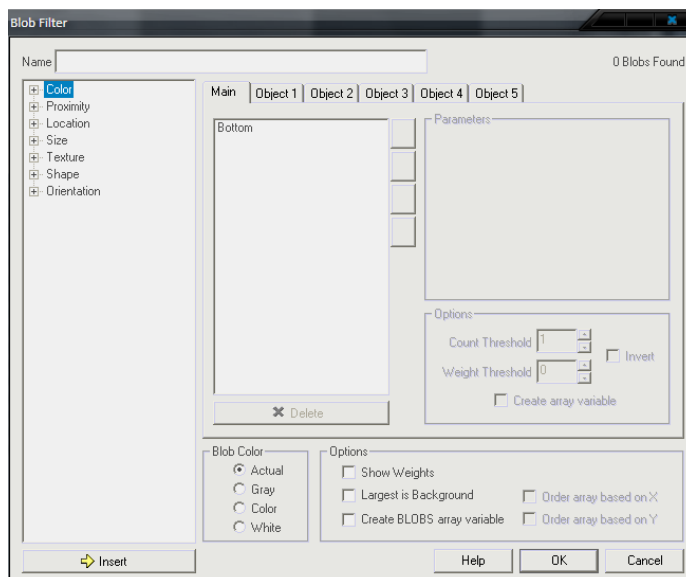 Blob Filter
Name
0 Blobs Found
Color
Proximity
Location
Size
Texture
Shape
Orientation
Insert
Main Object 1 Object 2 Object 3 Object 4 Object 5
Bottom
Delete
Parameters
Options
Count Threshold 1
Weight Threshold 0
Invert
Create array variable
Blob Color
Actual
Gray
Color
White
Options
Show Weights
Largest is Background
Order array based on X
Create BLOBS array variable
Order array based on Y
Help OK Cancel